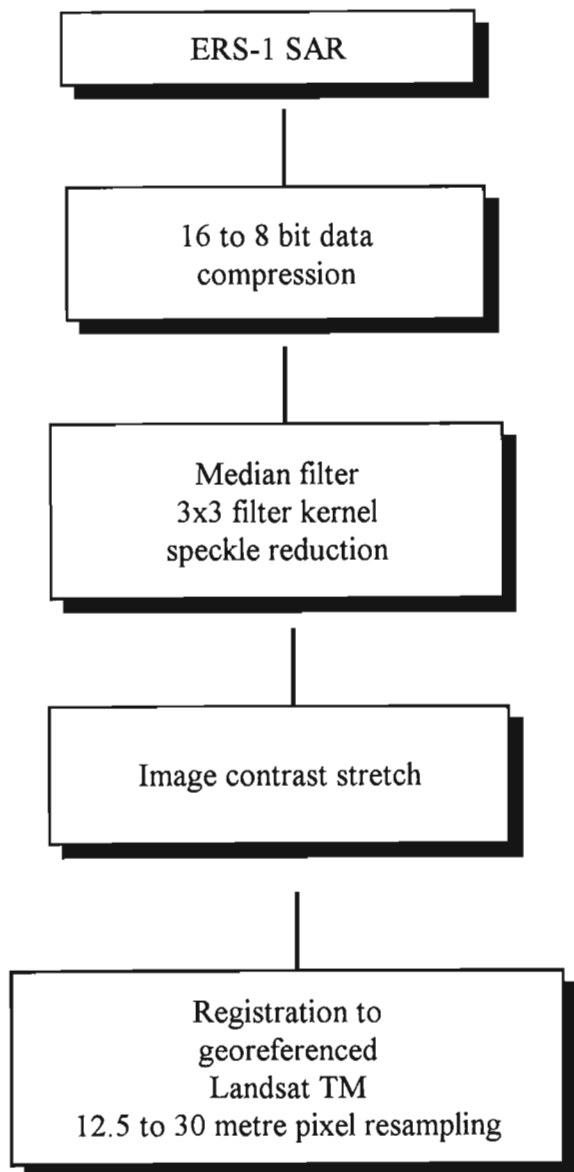 ERS-1 SAR
16 to 8 bit data
compression
Median filter
3x3 filter kernel
speckle reduction
Image contrast stretch
Registration to
georeferenced
Landsat TM
12.5 to 30 metre pixel resampling